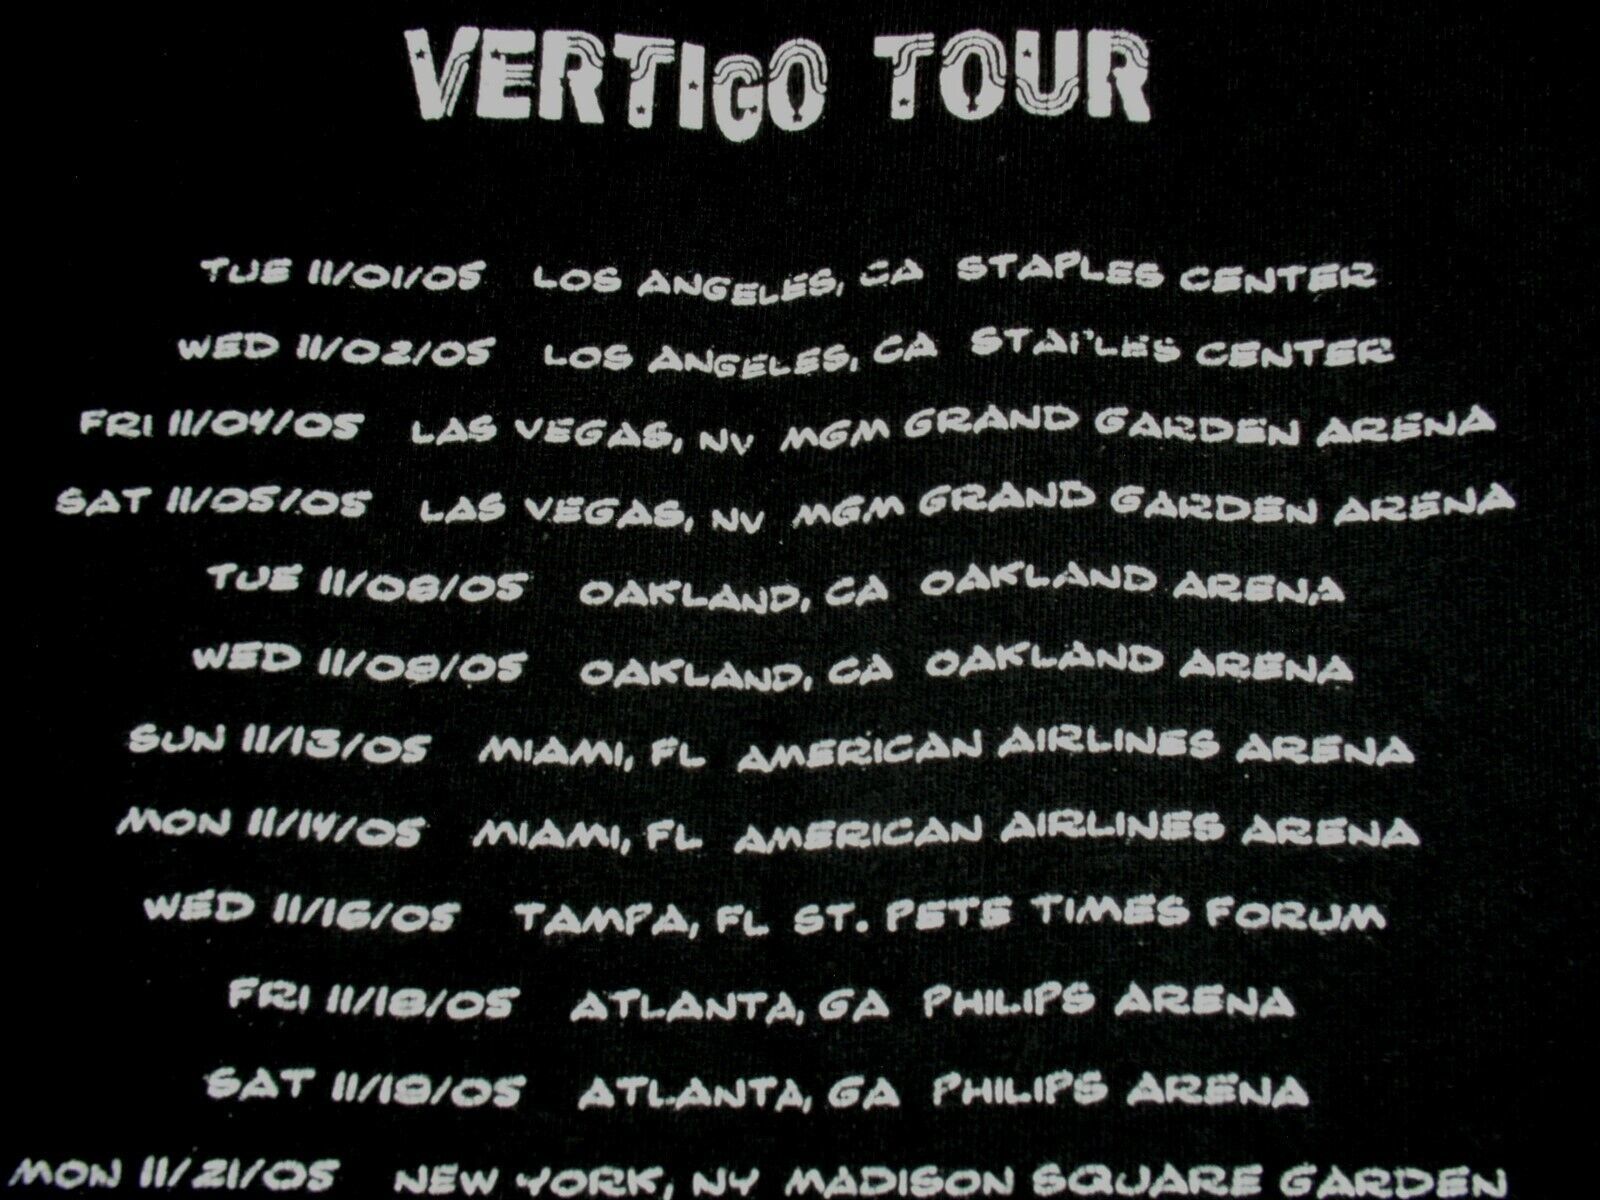 VERTIGO TOUR
TUE 11/01/05 LOS ANGELES, CA STAPLES CENTER
WED 11/02/05 LOS ANGELES, CA STAPLES CENTER
FRI 11/04/05 LAS VEGAS, NV MGM GRAND GARDEN ARENA
SAT 11/05/05 LAS VEGAS, NV MGM GRAND GARDEN ARENA
TUE 11/08/05 OAKLAND, CA OAKLAND ARENA
WED 11/09/05 OAKLAND, CA OAKLAND ARENA
SUN 11/13/05 MIAMI, FL AMERICAN AIRLINES ARENA
MON 11/14/05 MIAMI, FL AMERICAN AIRLINES ARENA
WED 11/16/05 TAMPA, FL ST. PETE TIMES FORUM
FRI 11/18/05 ATLANTA, GA PHILIPS ARENA
SAT 11/19/05 ATLANTA, GA PHILIPS ARENA
MON 11/21/05 NEW YORK, NY MADISON SQUARE GARDEN